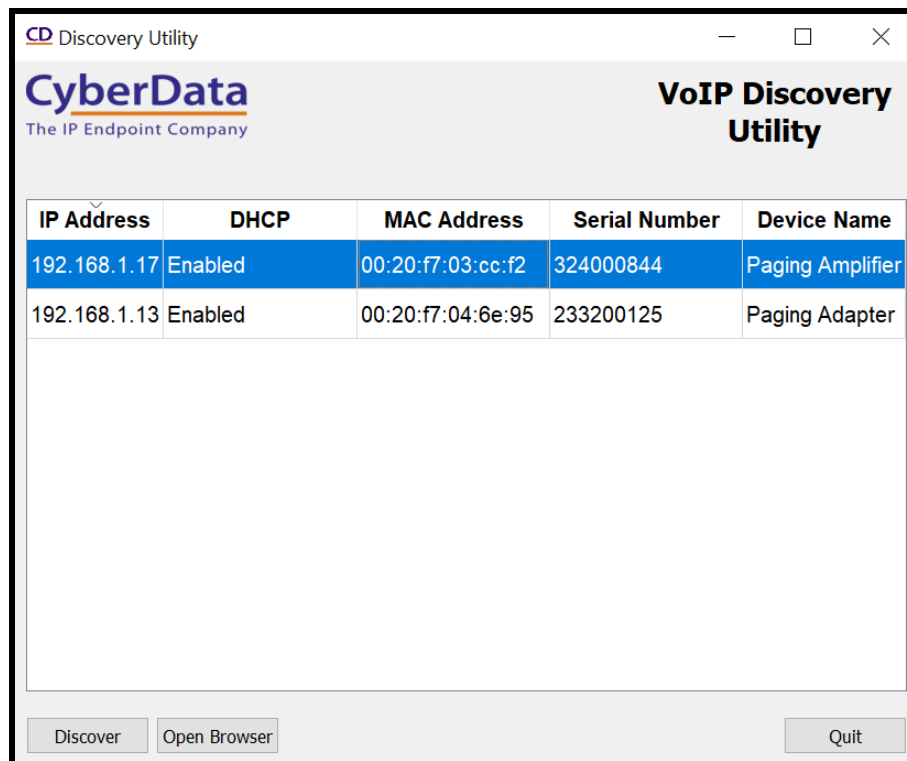 CD Discovery Utility
CyberData
The IP Endpoint Company
VoIP Discovery
Utility
IP Address DHCP MAC Address Serial Number Device Name
192.168.1.17 Enabled 00:20:f7:03:cc:f2 324000844 Paging Amplifier
192.168.1.13 Enabled 00:20:f7:04:6e:95 233200125 Paging Adapter
Discover Open Browser Quit